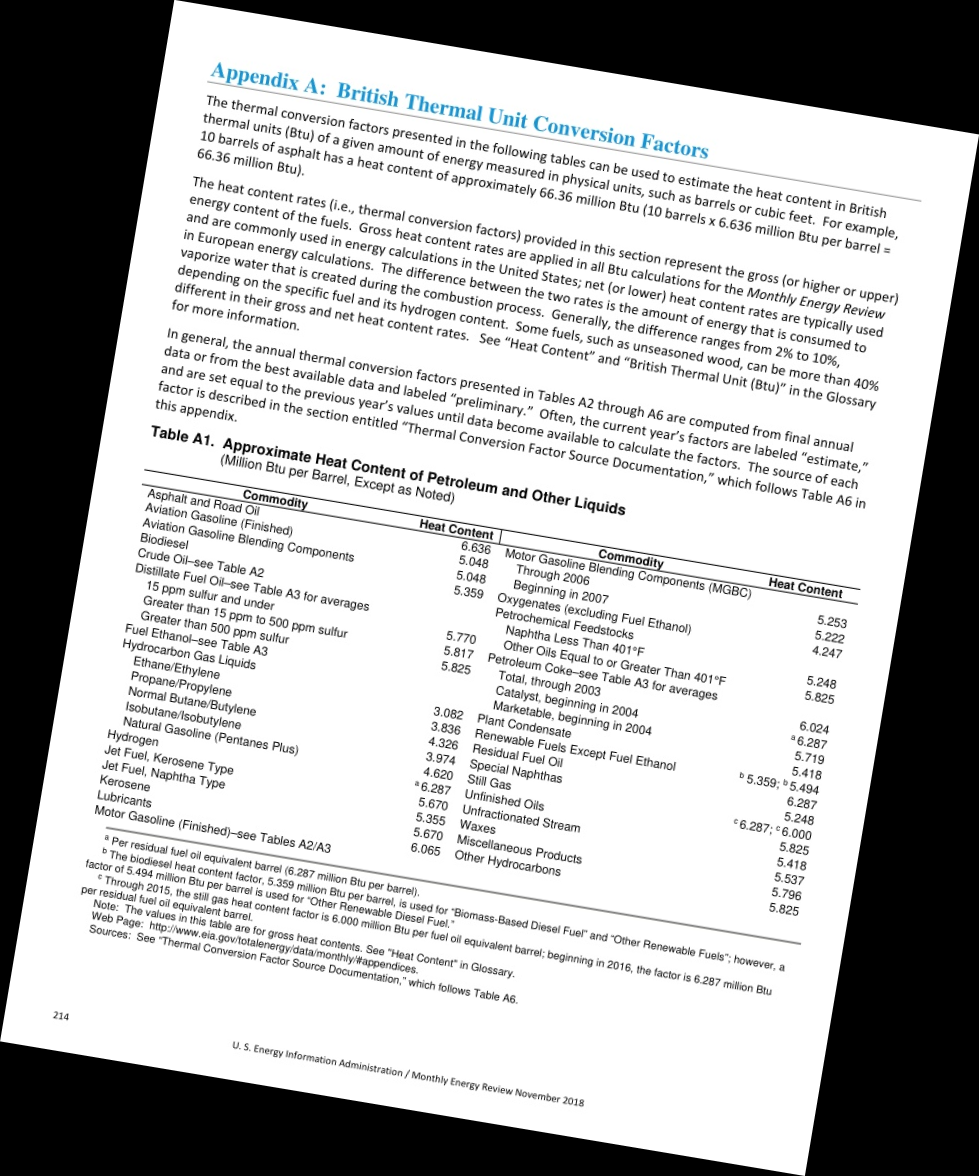 Appendix A: British Thermal Unit Conversion Factors
The thermal conversion factors presented in the following tables can be used to estimate the heat content in British
thermal units (Btu) of a given amount of energy measured in physical units, such as barrels or cubic feet. For example,
10 barrels of asphalt has a heat content of approximately 66.36 million Btu (10 barrels x 6.636 million Btu per barrel =
66.36 million Btu).
The heat content rates (i.e., thermal conversion factors) provided in this section represent the gross (or higher or upper)
energy content of the fuels. Gross heat content rates are applied in all Btu calculations for the Monthly Energy Review
and are commonly used in energy calculations in the United States; net (or lower) heat content rates are typically used
in European energy calculations. The difference between the two rates is the amount of energy that is consumed to
vaporize water that is created during the combustion process. Generally, the difference ranges from 2% to 10%,
depending on the specific fuel and its hydrogen content. Some fuels, such as unseasoned wood, can be more than 40%
different in their gross and net heat content rates. See “Heat Content” and “British Thermal Unit (Btu)” in the Glossary
for more information.
In general, the annual thermal conversion factors presented in Tables A2 through A6 are computed from final annual
data or from the best available data and labeled “preliminary.” Often, the current year’s factors are labeled “estimate,”
and are set equal to the previous year’s values until data become available to calculate the factors. The source of each
factor is described in the section entitled “Thermal Conversion Factor Source Documentation,” which follows Table A6 in
this appendix.
Table A1. Approximate Heat Content of Petroleum and Other Liquids
(Million Btu per Barrel, Except as Noted)
Commodity Heat Content Commodity Heat Content
Asphalt and Road Oil 6.636 Motor Gasoline Blending Components (MGBC)
Aviation Gasoline (Finished) 5.048 Through 2006 5.253
Aviation Gasoline Blending Components 5.048 Beginning in 2007 5.222
Biodiesel 5.359 Oxygenates (excluding Fuel Ethanol) 4.247
Crude Oil–see Table A2 Petrochemical Feedstocks
Distillate Fuel Oil–see Table A3 for averages Naphtha Less Than 401°F 5.248
15 ppm sulfur and under 5.770 Other Oils Equal to or Greater Than 401°F 5.825
Greater than 15 ppm to 500 ppm sulfur 5.817 Petroleum Coke–see Table A3 for averages
Greater than 500 ppm sulfur 5.825 Total, through 2003 6.024
Fuel Ethanol–see Table A3 Catalyst, beginning in 2004 a 6.287
Hydrocarbon Gas Liquids Marketable, beginning in 2004 5.719
Ethane/Ethylene 3.082 Plant Condensate 5.418
Propane/Propylene 3.836 Renewable Fuels Except Fuel Ethanol b 5.359; b 5.494
Normal Butane/Butylene 4.326 Residual Fuel Oil 6.287
Isobutane/Isobutylene 3.974 Special Naphthas 5.248
Natural Gasoline (Pentanes Plus) 4.620 Still Gas c 6.287; c 6.000
Hydrogen a 6.287 Unfinished Oils 5.825
Jet Fuel, Kerosene Type 5.670 Unfractionated Stream 5.418
Jet Fuel, Naphtha Type 5.355 Waxes 5.537
Kerosene 5.670 Miscellaneous Products 5.796
Lubricants 6.065 Other Hydrocarbons 5.825
Motor Gasoline (Finished)–see Tables A2/A3
a Per residual fuel oil equivalent barrel (6.287 million Btu per barrel).
b The biodiesel heat content factor, 5.359 million Btu per barrel, is used for “Biomass-Based Diesel Fuel” and “Other Renewable Fuels”; however, a
factor of 5.494 million Btu per barrel is used for “Other Renewable Diesel Fuel.”
c Through 2015, the still gas heat content factor is 6.000 million Btu per fuel oil equivalent barrel; beginning in 2016, the factor is 6.287 million Btu
per residual fuel oil equivalent barrel.
Note: The values in this table are for gross heat contents. See "Heat Content" in Glossary.
Web Page: http://www.eia.gov/totalenergy/data/monthly/#appendices.
Sources: See “Thermal Conversion Factor Source Documentation,” which follows Table A6.
214
U. S. Energy Information Administration / Monthly Energy Review November 2018